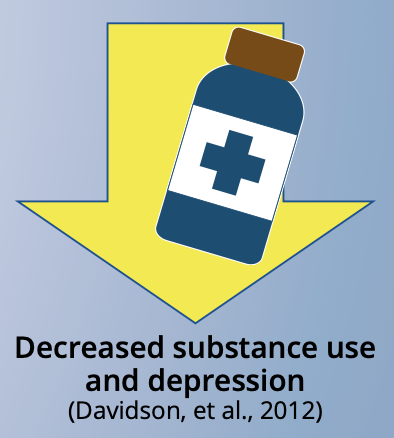 Decreased substance use
and depression
(Davidson, et al., 2012)